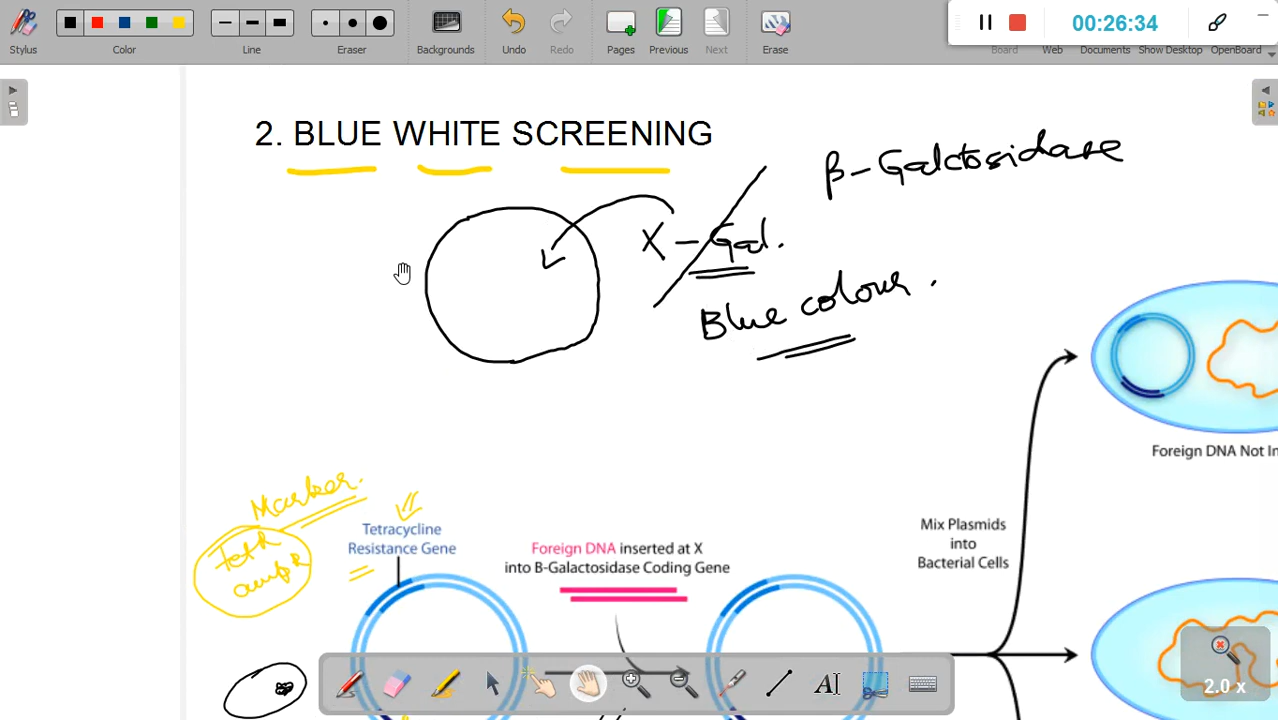 Stylus
Color
Line
Eraser
Backgrounds
Undo
Redo
Pages
Previous
Next
Erase
00:26:34
Board
Web
Documents
Show Desktop
OpenBoard
2. BLUE WHITE SCREENING
β-Galctosidase
X-Gal.
Blue colour.
Marker.
TetR
ampR
Tetracycline
Resistance Gene
Foreign DNA inserted at X
into B-Galactosidase Coding Gene
Mix Plasmids
into
Bacterial Cells
Foreign DNA Not In
AI
2.0 x